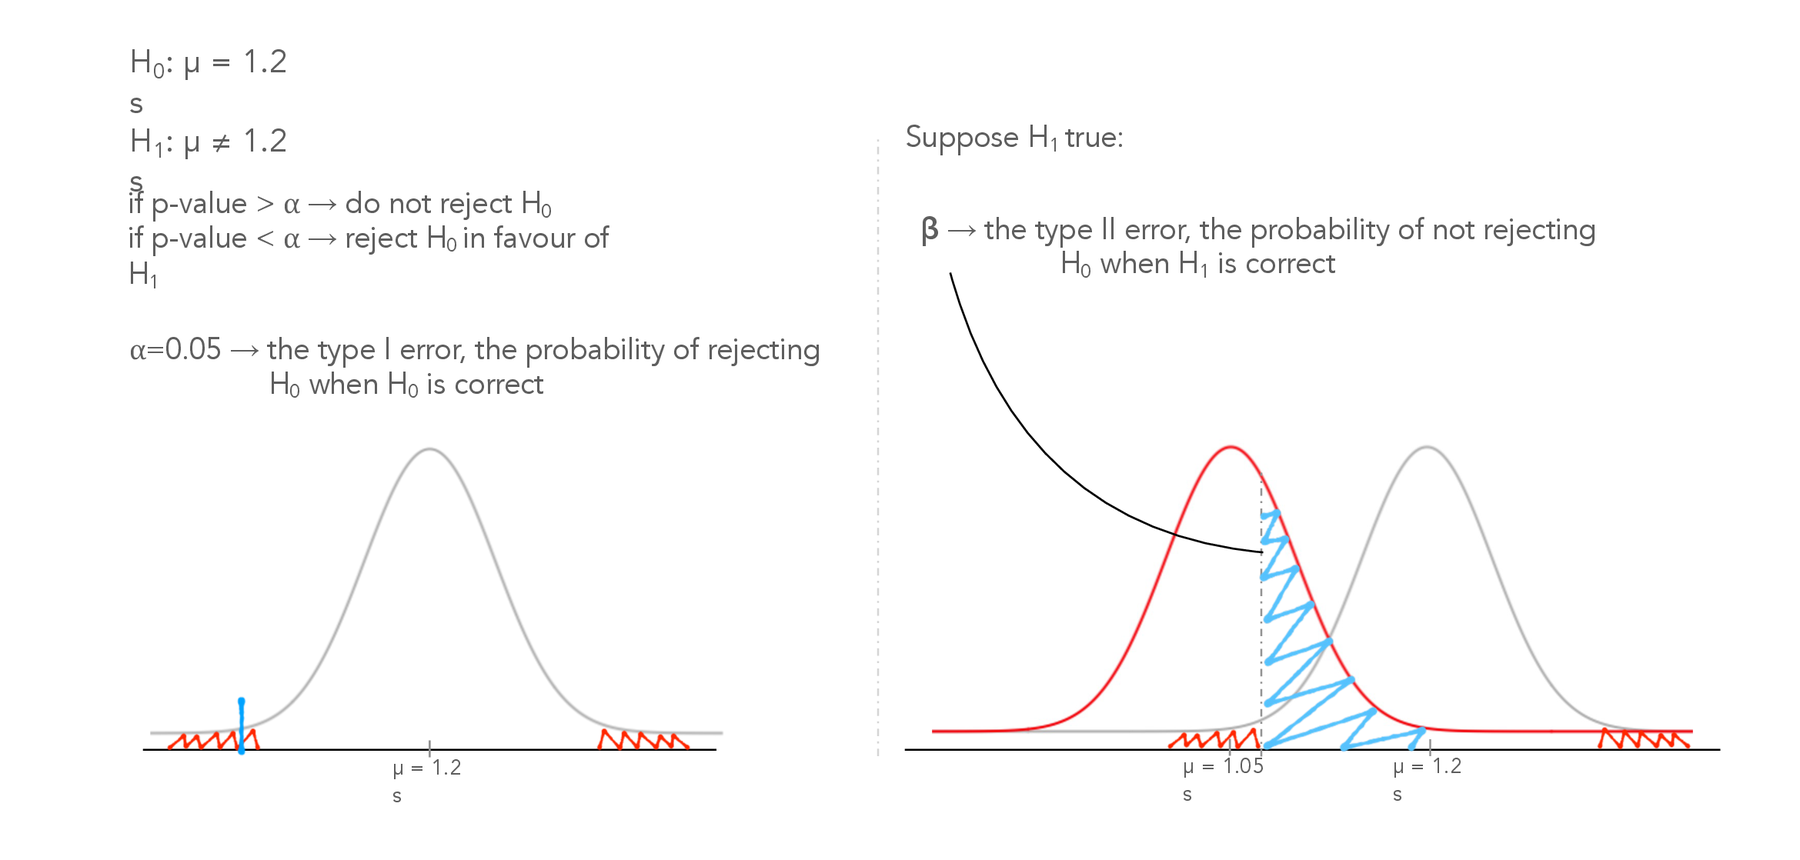 H₀: μ = 1.2
s
H₁: μ ≠ 1.2
s
if p-value > α → do not reject H₀
if p-value < α → reject H₀ in favour of
H₁
α=0.05 → the type I error, the probability of rejecting
H₀ when H₀ is correct
μ = 1.2
s
Suppose H₁ true:
β → the type II error, the probability of not rejecting
H₀ when H₁ is correct
μ = 1.05
s
μ = 1.2
s